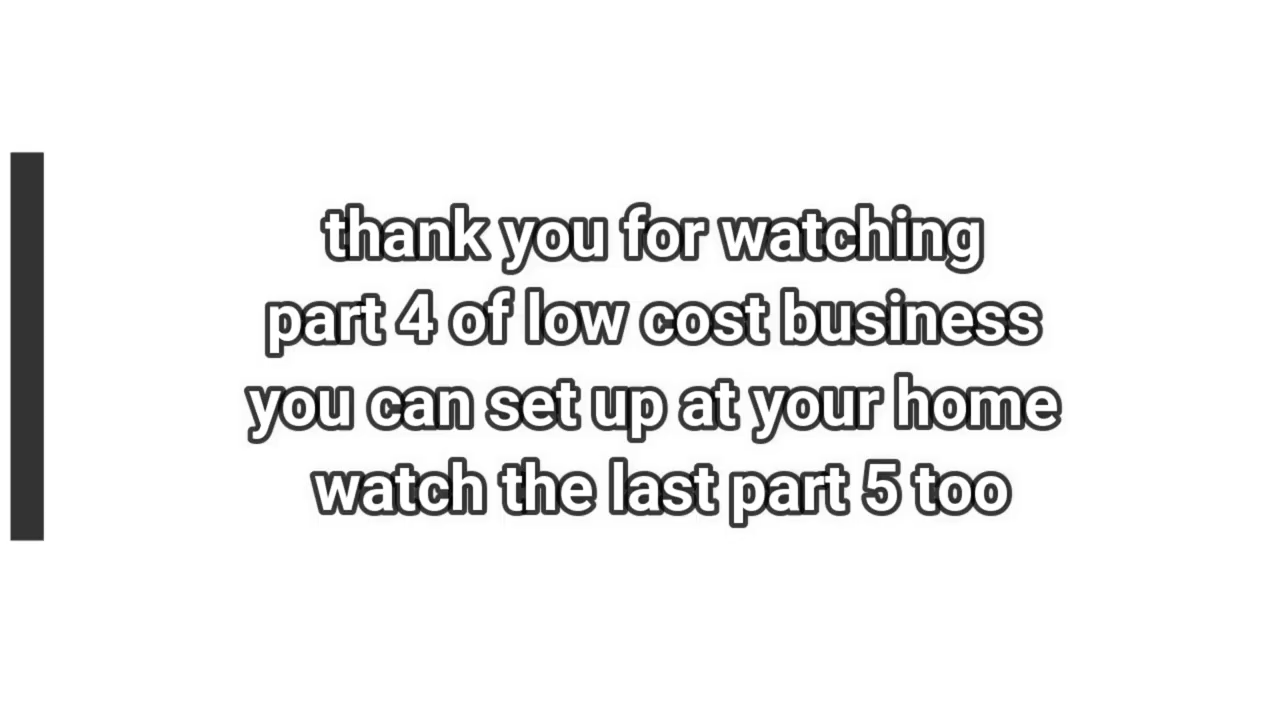 thank you for watching
part 4 of low cost business
you can set up at your home
watch the last part 5 too